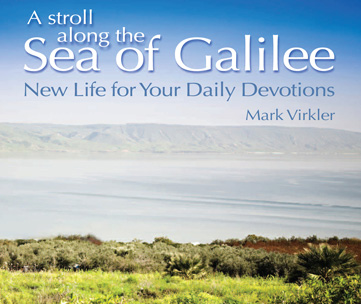 A stroll
along the
Sea of Galilee
New Life for Your Daily Devotions
Mark Virkler